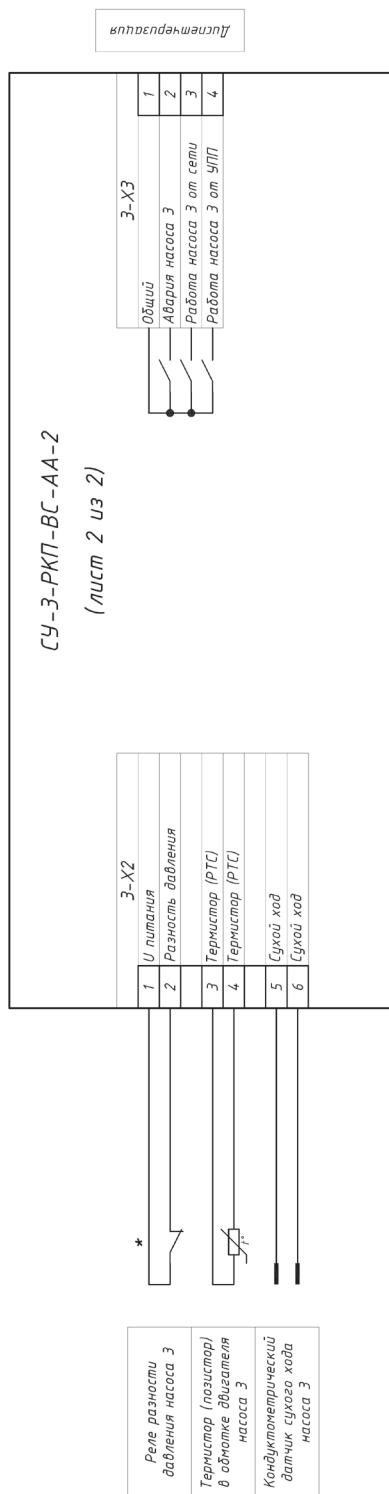 СУ-3-РКП-ВС-АА-2
(лист 2 из 2)
Реле разности
давления насоса 3
Термистор (позистор)
в обмотке двигателя
насоса 3
Кондуктометрический
датчик сухого хода
насоса 3
*
t°
3-X2
1 U питания
2 Разность давления
3 Термистор (РТС)
4 Термистор (РТС)
5 Сухой ход
6 Сухой ход
3-X3
Общий 1
Авария насоса 3 2
Работа насоса 3 от сети 3
Работа насоса 3 от УПП 4
Диспетчеризация